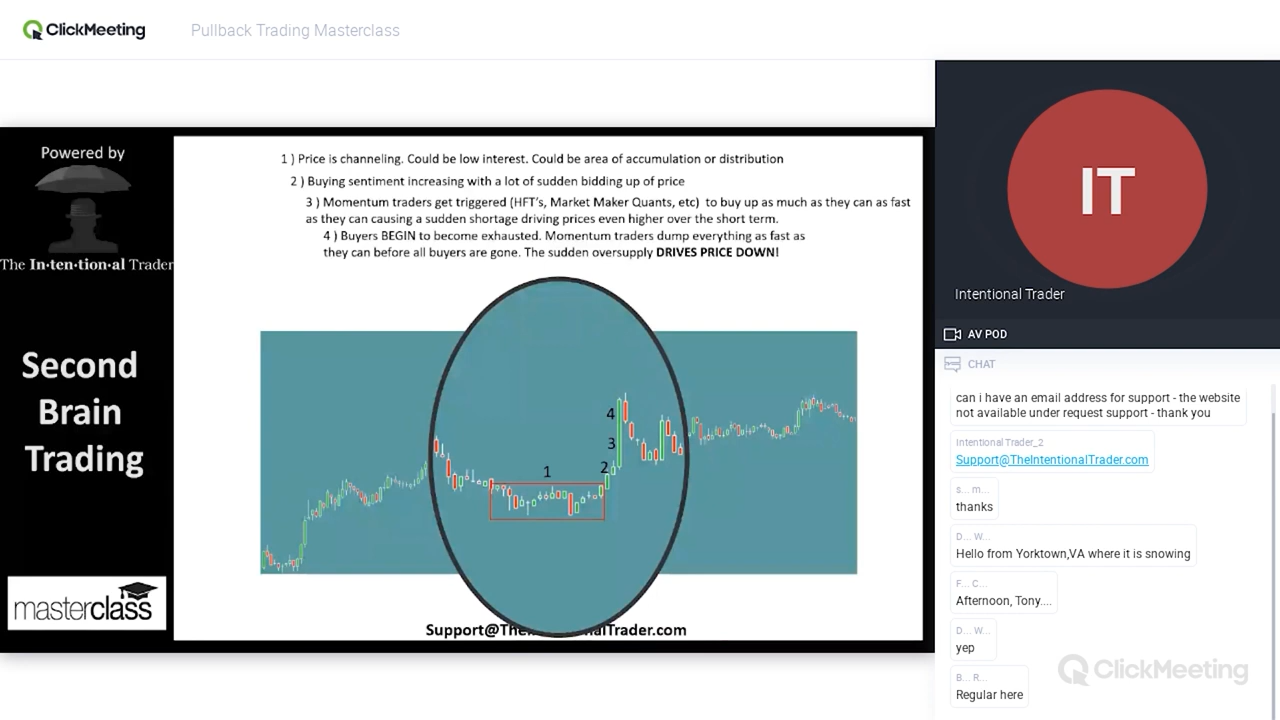 ClickMeeting
Pullback Trading Masterclass
Powered by
The In·ten·tion·al Trader
Second
Brain
Trading
masterclass
1 ) Price is channeling. Could be low interest. Could be area of accumulation or distribution
2 ) Buying sentiment increasing with a lot of sudden bidding up of price
3 ) Momentum traders get triggered (HFT's, Market Maker Quants, etc) to buy up as much as they can as fast
as they can causing a sudden shortage driving prices even higher over the short term.
4 ) Buyers BEGIN to become exhausted. Momentum traders dump everything as fast as
they can before all buyers are gone. The sudden oversupply DRIVES PRICE DOWN!
4
3
2
1
Support@The nalTrader.com
IT
Intentional Trader
AV POD
CHAT
can i have an email address for support - the website
not available under request support - thank you
Intentional Trader_2
Support@TheIntentionalTrader.com
s... m...
thanks
D... W...
Hello from Yorktown,VA where it is snowing
F... C...
Afternoon, Tony....
D... W...
yep
B... R...
Regular here
ClickMeeting